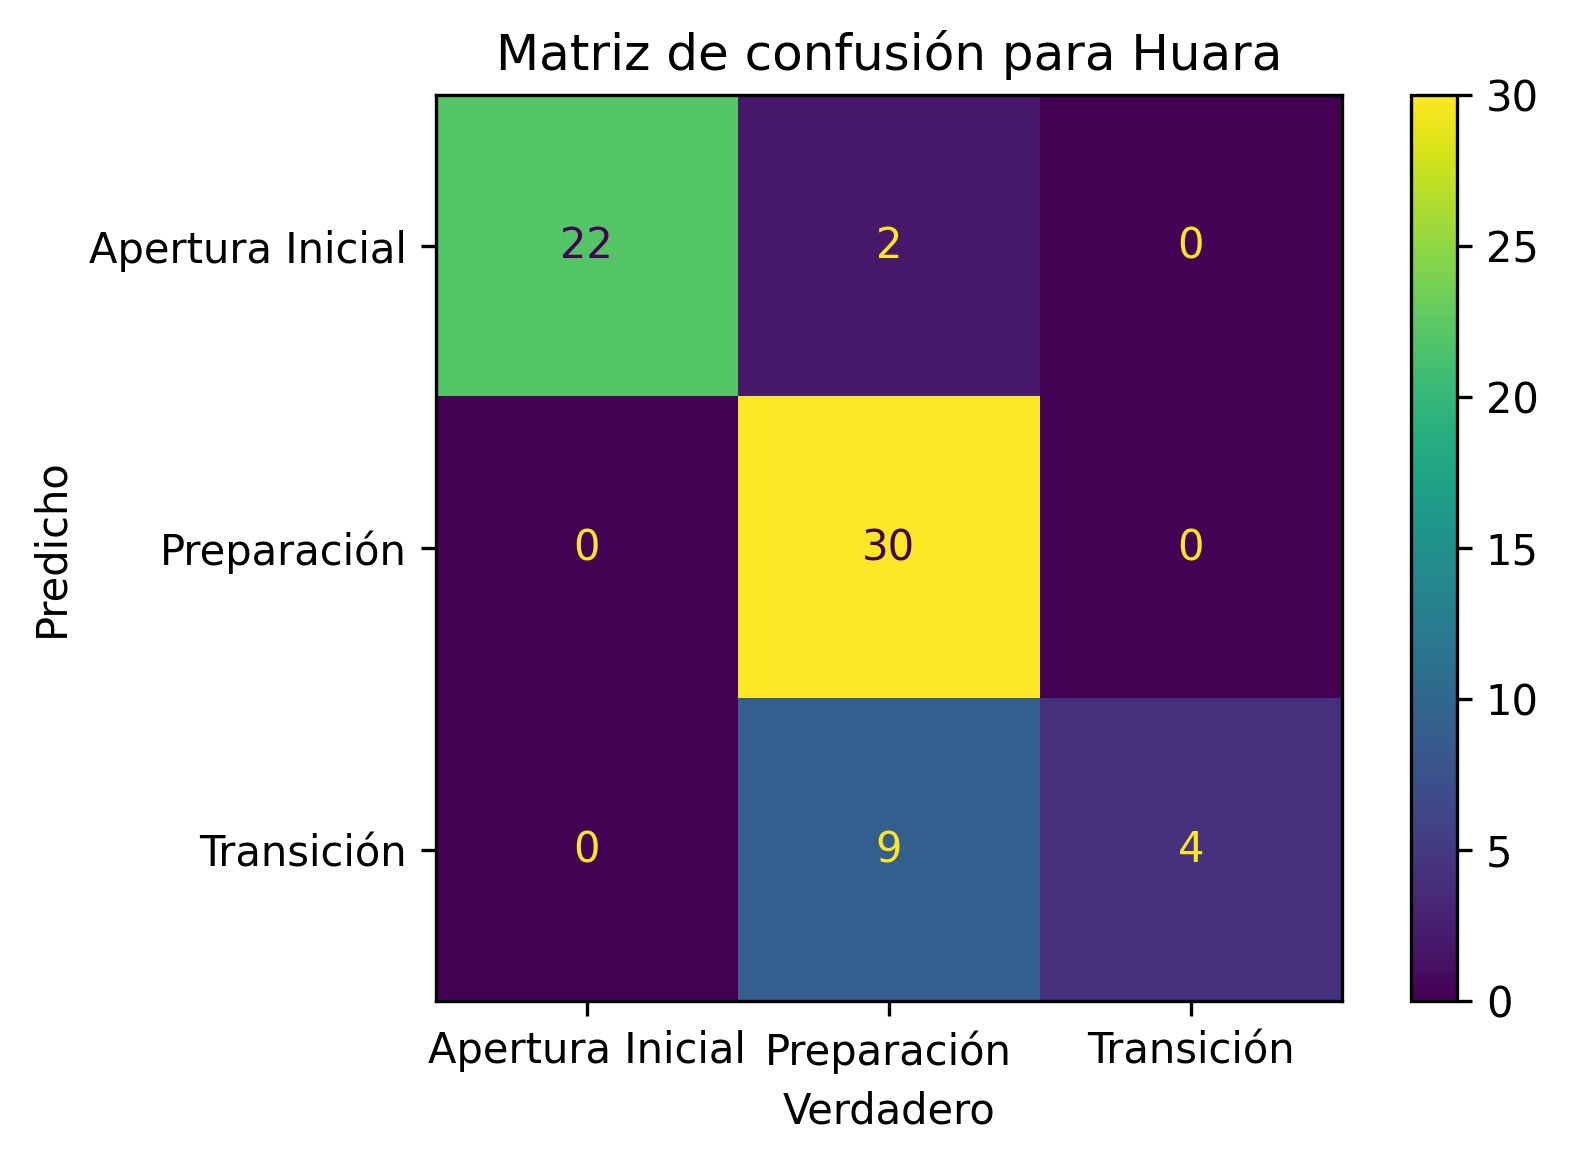 Matriz de confusión para Huara
Predicho
Apertura Inicial
22 2 0
Preparación
0 30 0
Transición
0 9 4
Apertura Inicial Preparación Transición
Verdadero
30
25
20
15
10
5
0